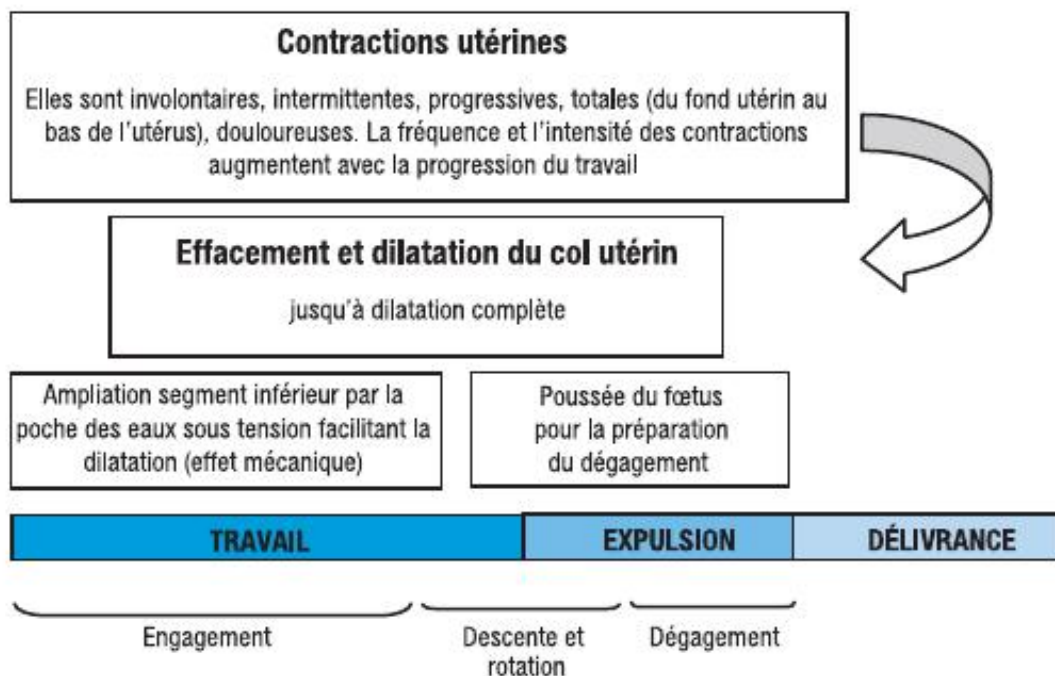 Contractions utérines
Elles sont involontaires, intermittentes, progressives, totales (du fond utérin au
bas de l'utérus), douloureuses. La fréquence et l'intensité des contractions
augmentent avec la progression du travail
Effacement et dilatation du col utérin
jusqu'à dilatation complète
Ampliation segment inférieur par la
poche des eaux sous tension facilitant la
dilatation (effet mécanique)
Poussée du fœtus
pour la préparation
du dégagement
TRAVAIL
EXPULSION
DÉLIVRANCE
Engagement
Descente et
rotation
Dégagement